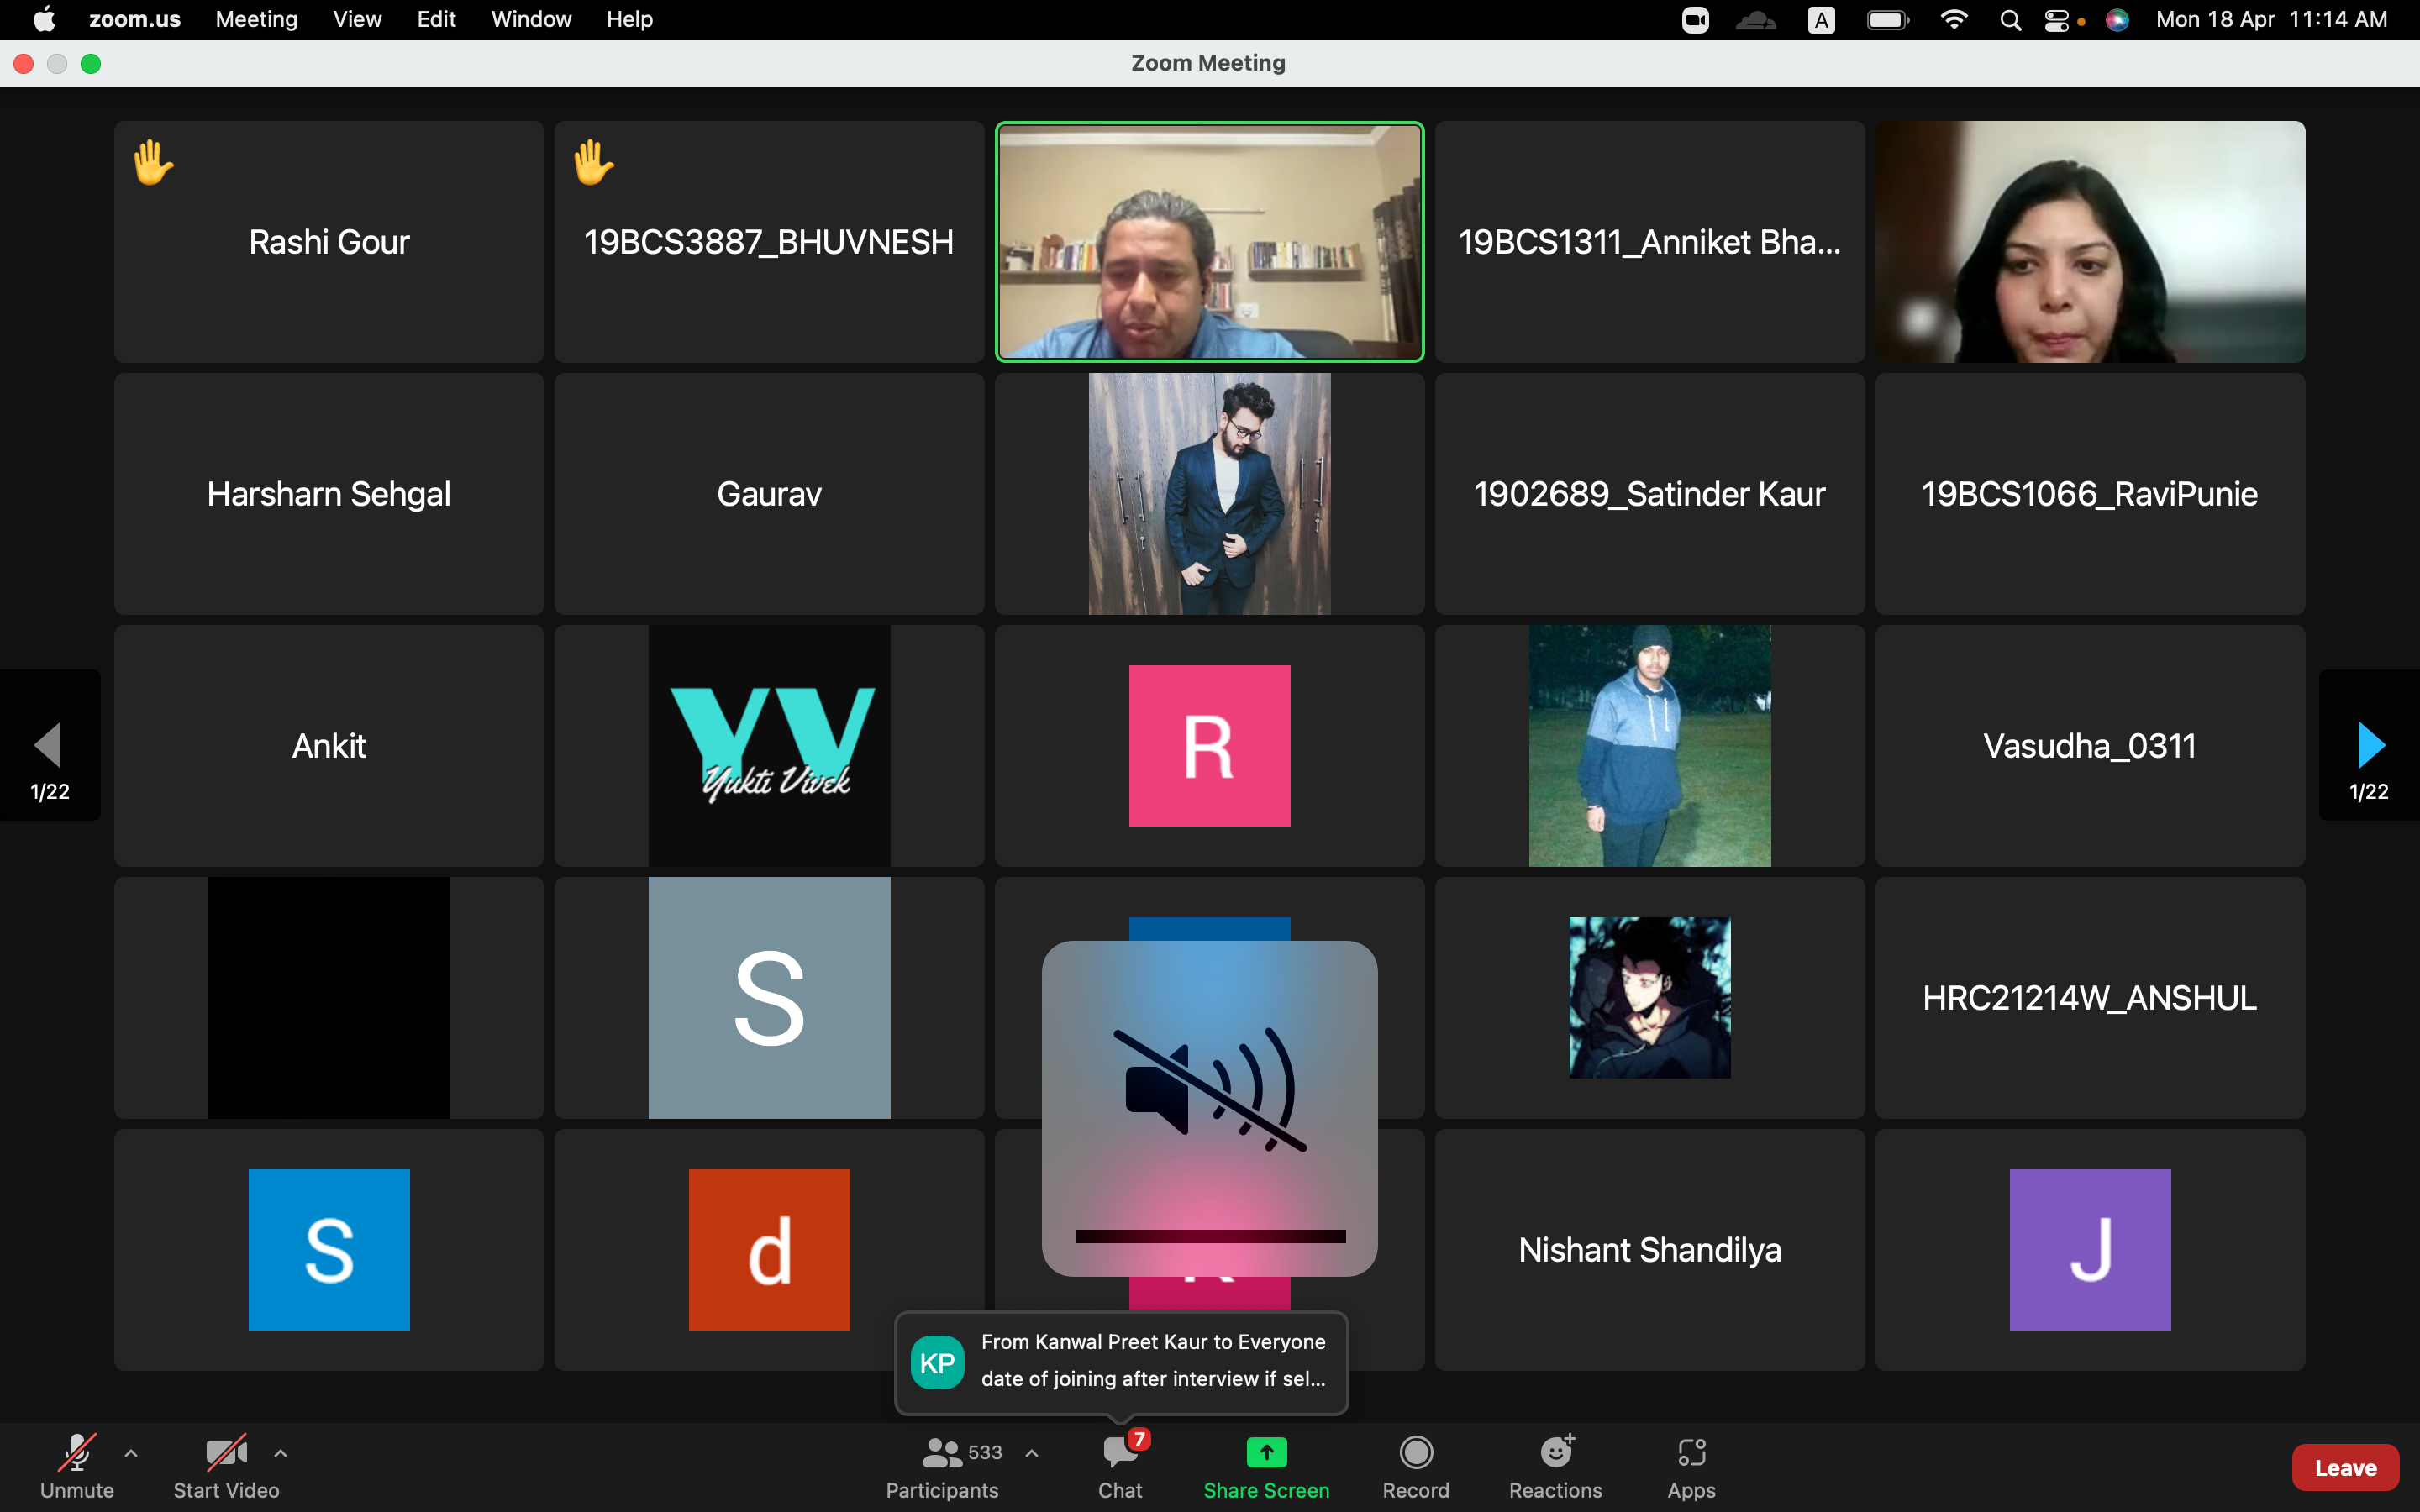 zoom.us Meeting View Edit Window Help
A Mon 18 Apr 11:14 AM
Zoom Meeting
Rashi Gour
19BCS3887_BHUVNESH
19BCS1311_Anniket Bha...
Harsharn Sehgal
Gaurav
1902689_Satinder Kaur
19BCS1066_RaviPunie
Ankit
YV
Yukti Vivek
R
Vasudha_0311
1/22
1/22
S
HRC21214W_ANSHUL
S
d
Nishant Shandilya
J
KP
From Kanwal Preet Kaur to Everyone
date of joining after interview if sel...
Unmute
Start Video
533
Participants
7
Chat
Share Screen
Record
Reactions
Apps
Leave